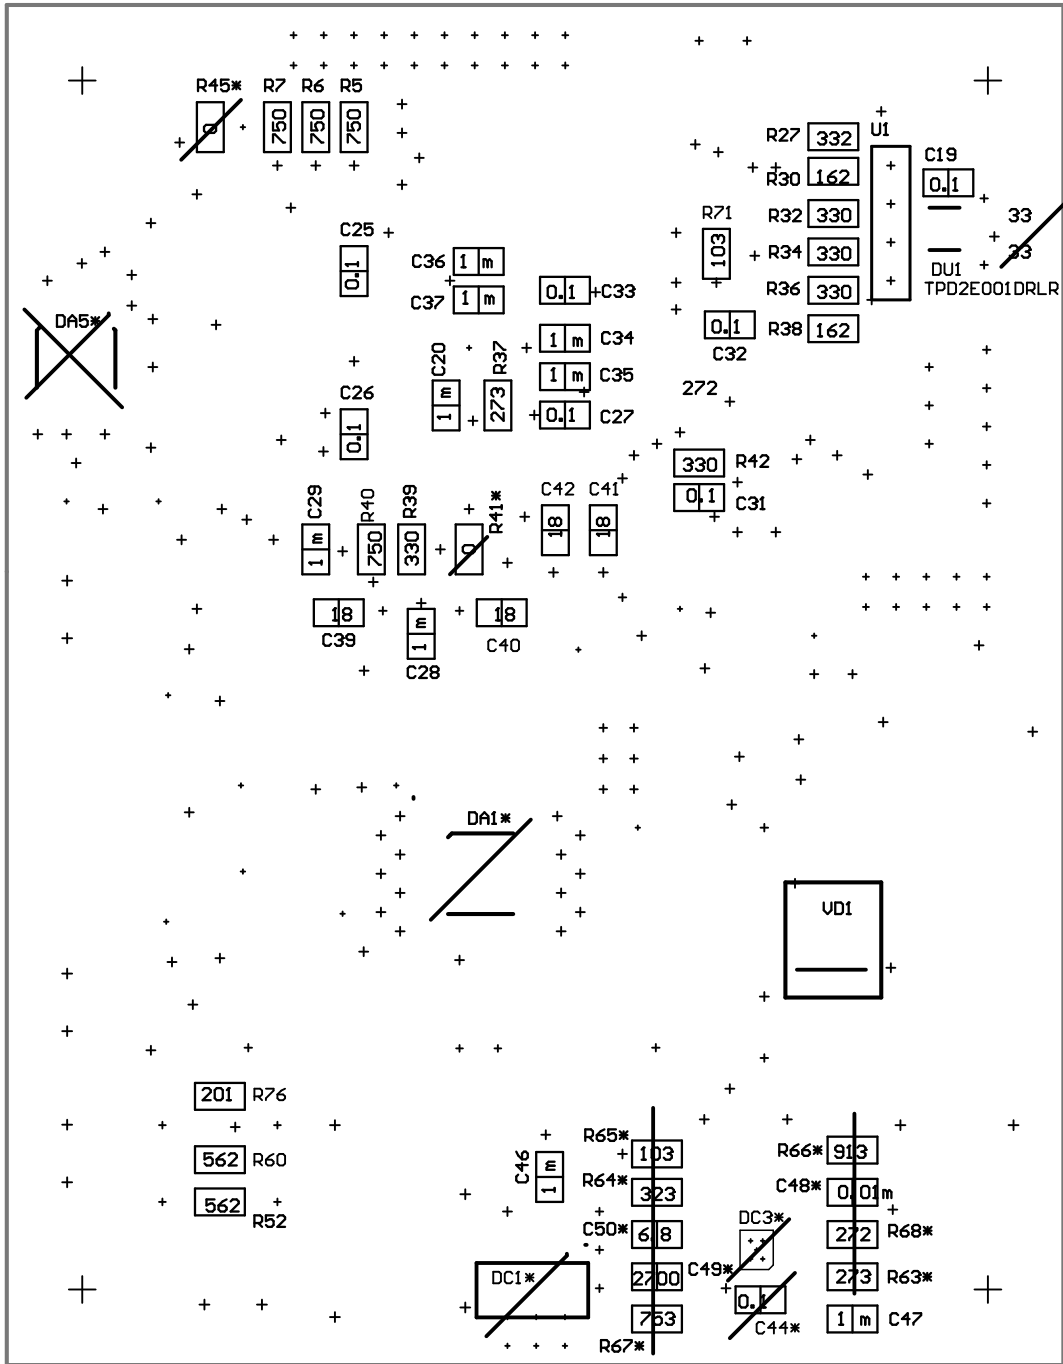 R45* R7 R6 R5
0 750 750 750
R27 332 U1
R30 162 C19
0.1
R32 330 33
R71 103
R34 330 33
DU1
TPD2E001DRLR
R36 330
R38 162
C25
0.1
C36 1 m
C37 1 m
0.1 C33
0.1
C32
DA5*
1 m C34
1 m C35
0.1 C27
C20 1 m
R37 273
272
C26
0.1
330 R42
0.1 C31
C29 1 m
R40 750
R39 330
R41* 0
C42 C41
18 18
18
C39
1 m
C28
18
C40
DA1*
VD1
201 R76
562 R60
562
R52
C46 1 m
R65* 103
R64* 323
C50* 6.8
2700 C49*
753
R67*
R66* 913
C48* 0.01m
DC3*
272 R68*
273 R63*
DC1*
0.1
C44*
1 m C47